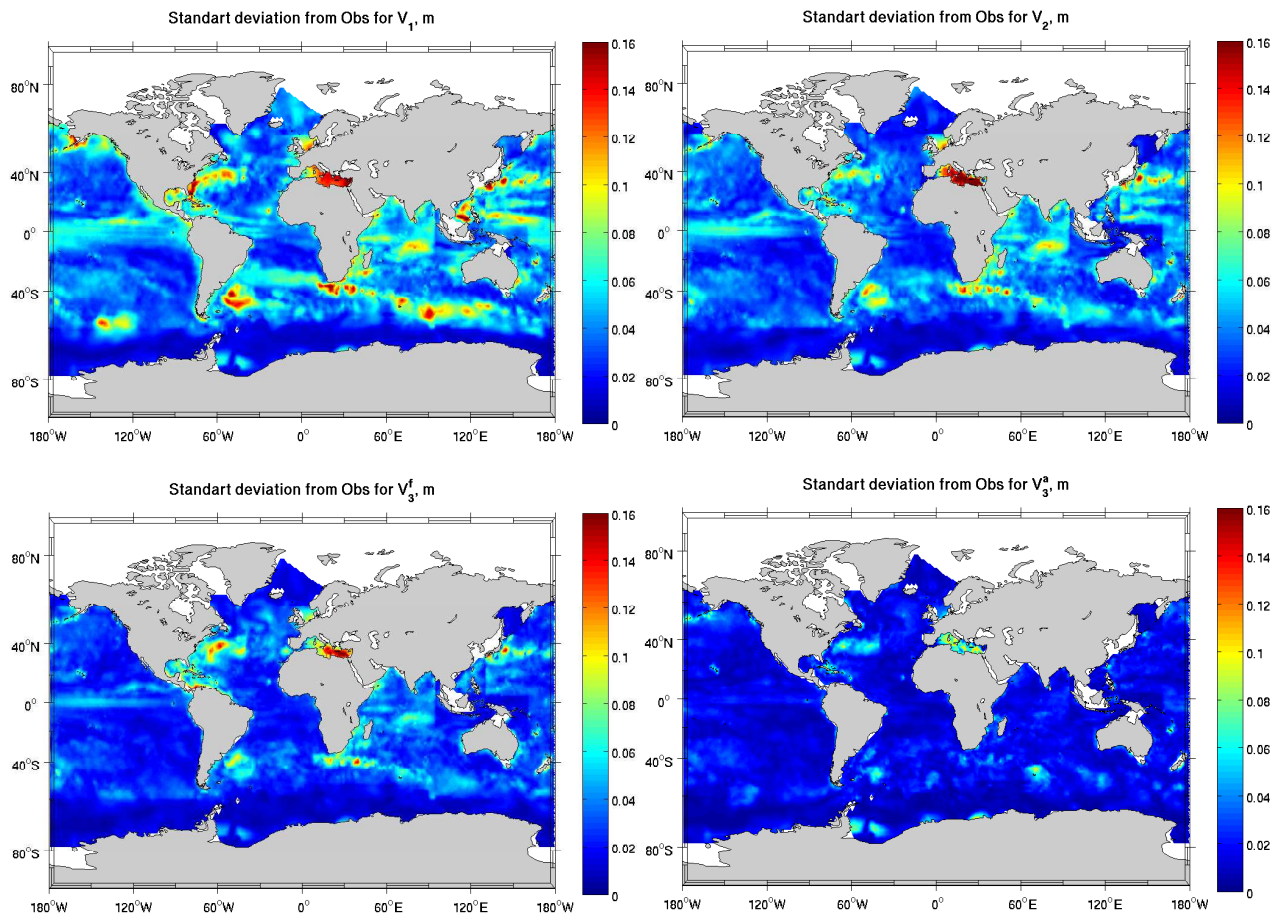 Standart deviation from Obs for V₁, m
0.16
0.14
0.12
0.1
0.08
0.06
0.04
0.02
0
80°N
40°N
0°
40°S
80°S
180°W 120°W 60°W 0° 60°E 120°E 180°W
Standart deviation from Obs for V₂, m
0.16
0.14
0.12
0.1
0.08
0.06
0.04
0.02
0
80°N
40°N
0°
40°S
80°S
180°W 120°W 60°W 0° 60°E 120°E 180°W
Standart deviation from Obs for V₃ᶠ, m
0.16
0.14
0.12
0.1
0.08
0.06
0.04
0.02
0
80°N
40°N
0°
40°S
80°S
180°W 120°W 60°W 0° 60°E 120°E 180°W
Standart deviation from Obs for V₃ᵃ, m
0.16
0.14
0.12
0.1
0.08
0.06
0.04
0.02
0
80°N
40°N
0°
40°S
80°S
180°W 120°W 60°W 0° 60°E 120°E 180°W